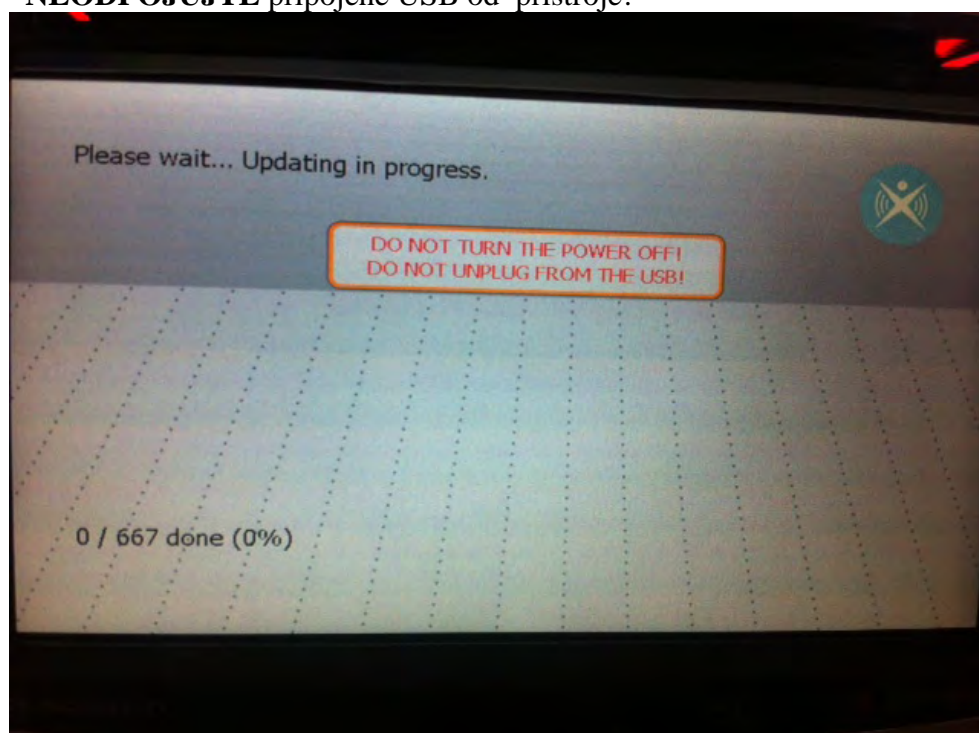 NEODPOJUJTE připojené USB od přístroje!
Please wait... Updating in progress.
DO NOT TURN THE POWER OFF!
DO NOT UNPLUG FROM THE USB!
0 / 667 done (0%)